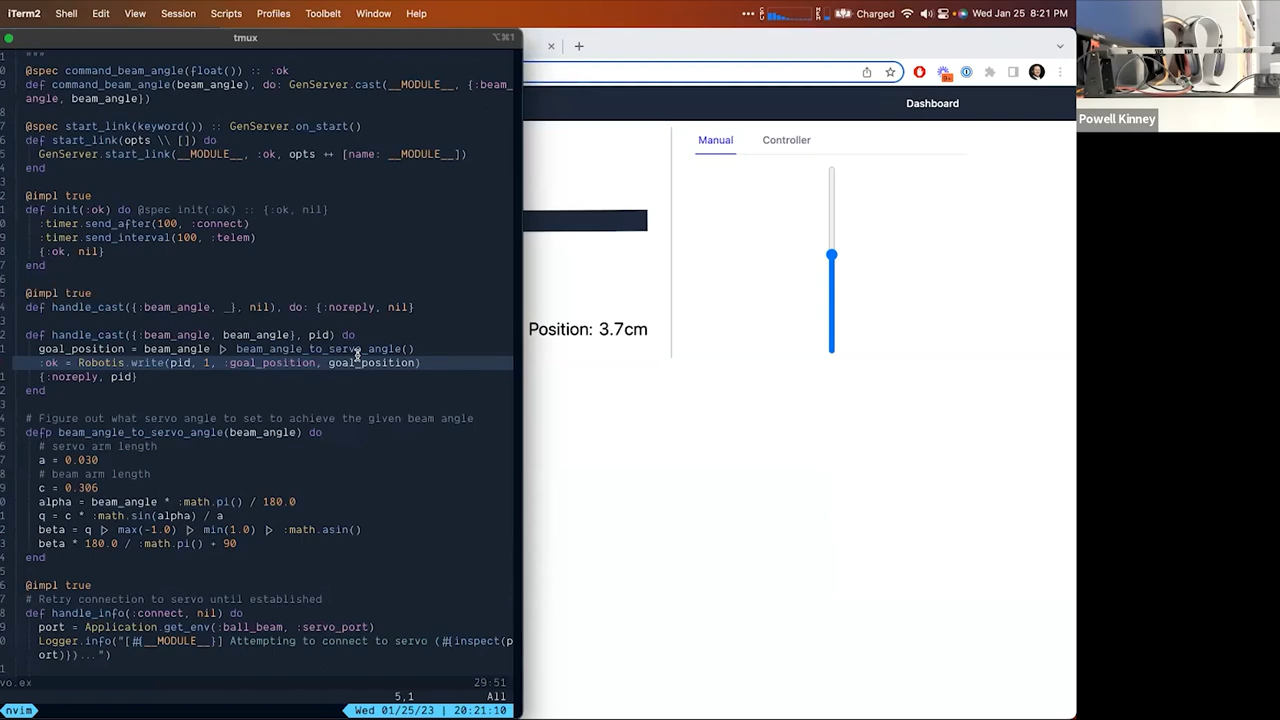 iTerm2 Shell Edit View Session Scripts Profiles Toolbelt Window Help
Charged Wed Jan 25 8:21 PM
tmux
⌥⌘1
"""
@spec command_beam_angle(float()) :: :ok
def command_beam_angle(beam_angle), do: GenServer.cast(__MODULE__, {:beam_
angle, beam_angle})
@spec start_link(keyword()) :: GenServer.on_start()
def start_link(opts \\ []) do
GenServer.start_link(__MODULE__, :ok, opts ++ [name: __MODULE__])
end
@impl true
def init(:ok) do @spec init(:ok) :: {:ok, nil}
:timer.send_after(100, :connect)
:timer.send_interval(100, :telem)
{:ok, nil}
end
@impl true
def handle_cast({:beam_angle, _}, nil), do: {:noreply, nil}
def handle_cast({:beam_angle, beam_angle}, pid) do
goal_position = beam_angle |> beam_angle_to_servo_angle()
:ok = Robotis.write(pid, 1, :goal_position, goal_position)
{:noreply, pid}
end
# Figure out what servo angle to set to achieve the given beam angle
defp beam_angle_to_servo_angle(beam_angle) do
# servo arm length
a = 0.030
# beam arm length
c = 0.306
alpha = beam_angle * :math.pi() / 180.0
q = c * :math.sin(alpha) / a
beta = q |> max(-1.0) |> min(1.0) |> :math.asin()
beta * 180.0 / :math.pi() + 90
end
@impl true
# Retry connection to servo until established
def handle_info(:connect, nil) do
port = Application.get_env(:ball_beam, :servo_port)
Logger.info("[#{__MODULE__}] Attempting to connect to servo (#{inspect(p
ort)})...")
vo.ex 29:51
5,1 All
nvim Wed 01/25/23 20:21:10
Dashboard
Manual Controller
Position: 3.7cm
Powell Kinney